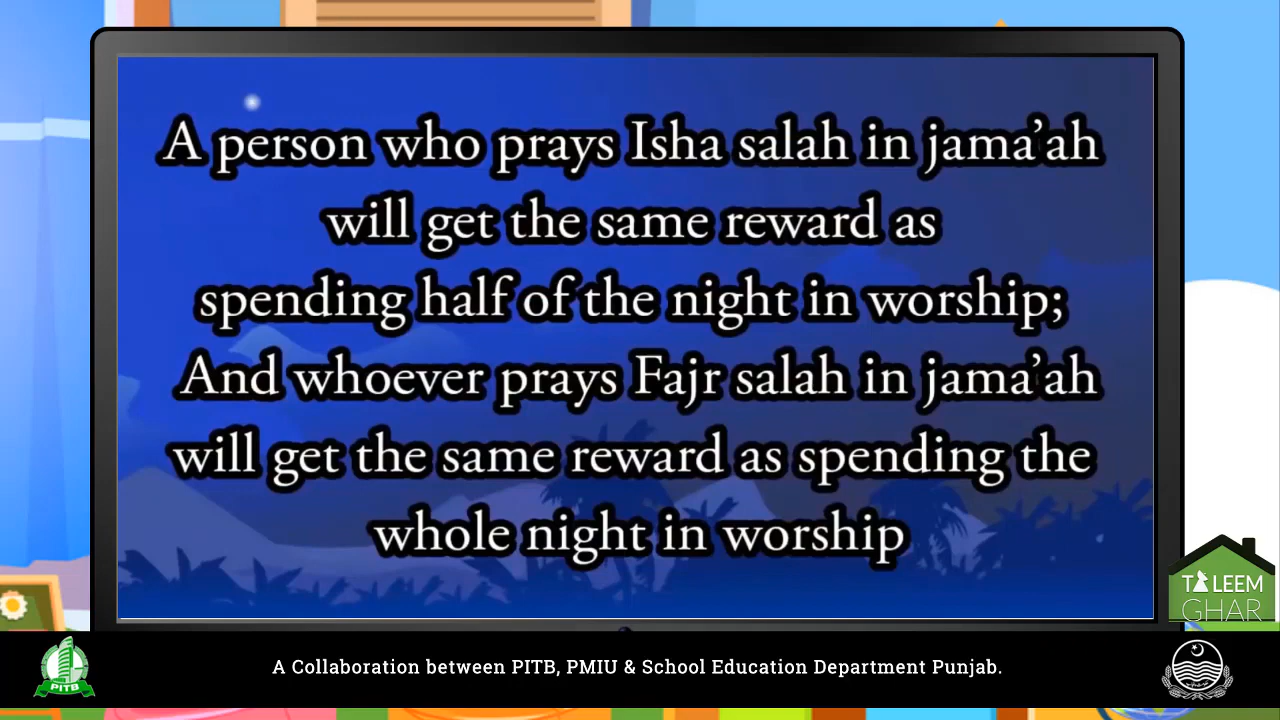 A person who prays Isha salah in jama’ah
will get the same reward as
spending half of the night in worship;
And whoever prays Fajr salah in jama’ah
will get the same reward as spending the
whole night in worship
TALEEM
GHAR
PITB
A Collaboration between PITB, PMIU & School Education Department Punjab.